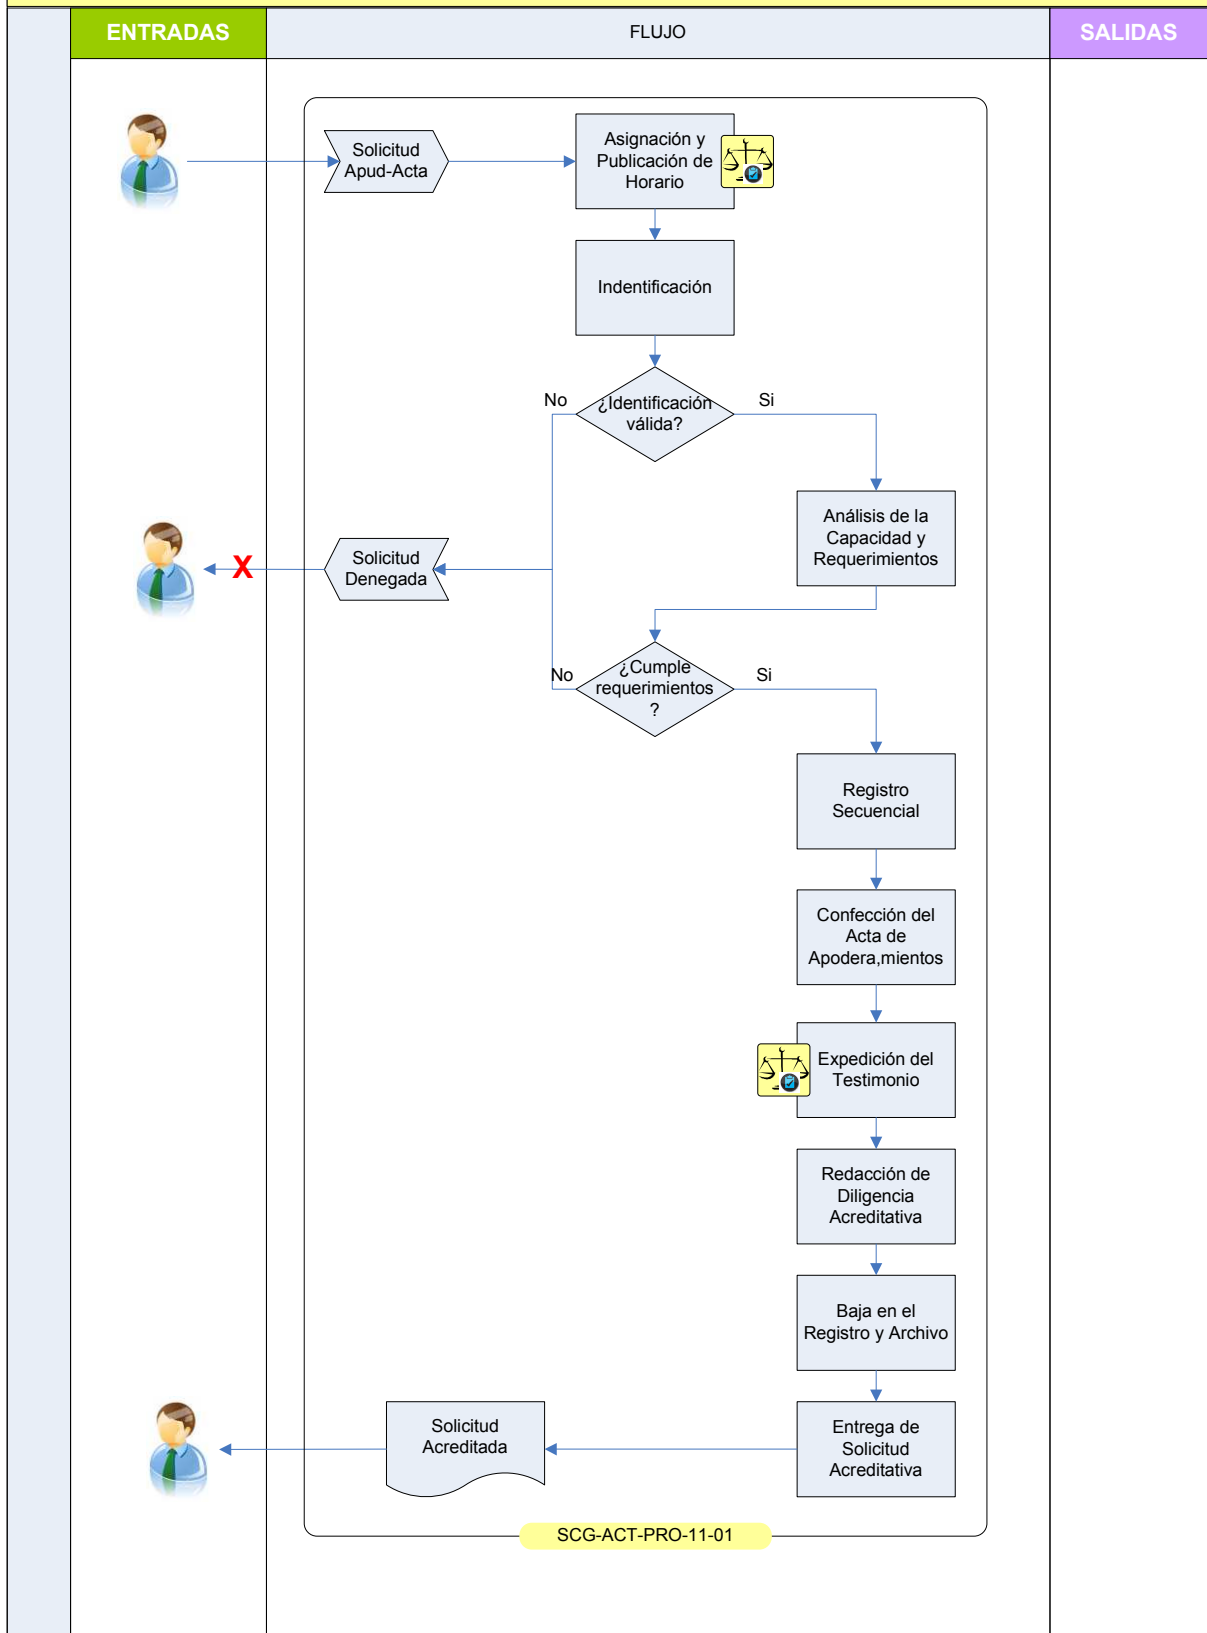 ENTRADAS
FLUJO
SALIDAS
Solicitud
Apud-Acta
Asignación y
Publicación de
Horario
Indentificación
¿Identificación
válida?
No
Si
Análisis de la
Capacidad y
Requerimientos
Solicitud
Denegada
X
¿Cumple
requerimientos
?
No
Si
Registro
Secuencial
Confección del
Acta de
Apodera,mientos
Expedición del
Testimonio
Redacción de
Diligencia
Acreditativa
Baja en el
Registro y Archivo
Entrega de
Solicitud
Acreditativa
Solicitud
Acreditada
SCG-ACT-PRO-11-01